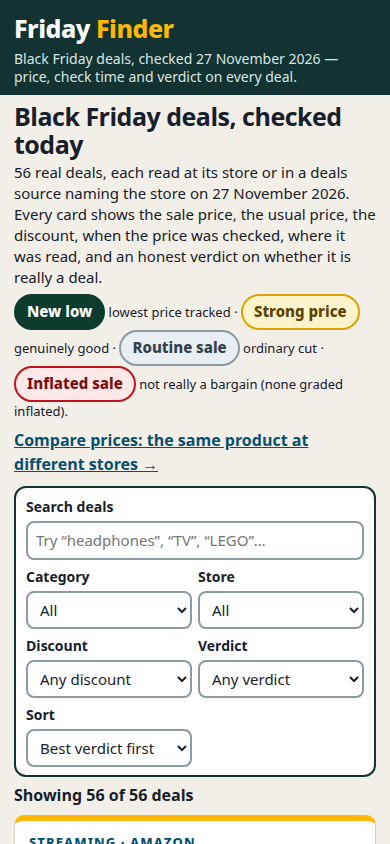 Friday Finder
Black Friday deals, checked 27 November 2026 —
price, check time and verdict on every deal.
Black Friday deals, checked
today
56 real deals, each read at its store or in a deals
source naming the store on 27 November 2026.
Every card shows the sale price, the usual price, the
discount, when the price was checked, where it
was read, and an honest verdict on whether it is
really a deal.
New low lowest price tracked · Strong price
genuinely good · Routine sale ordinary cut ·
Inflated sale not really a bargain (none graded
inflated).
Compare prices: the same product at
different stores →
Search deals
Try “headphones”, “TV”, “LEGO”…
Category Store
All All
Discount Verdict
Any discount Any verdict
Sort
Best verdict first
Showing 56 of 56 deals
STREAMING · AMAZON